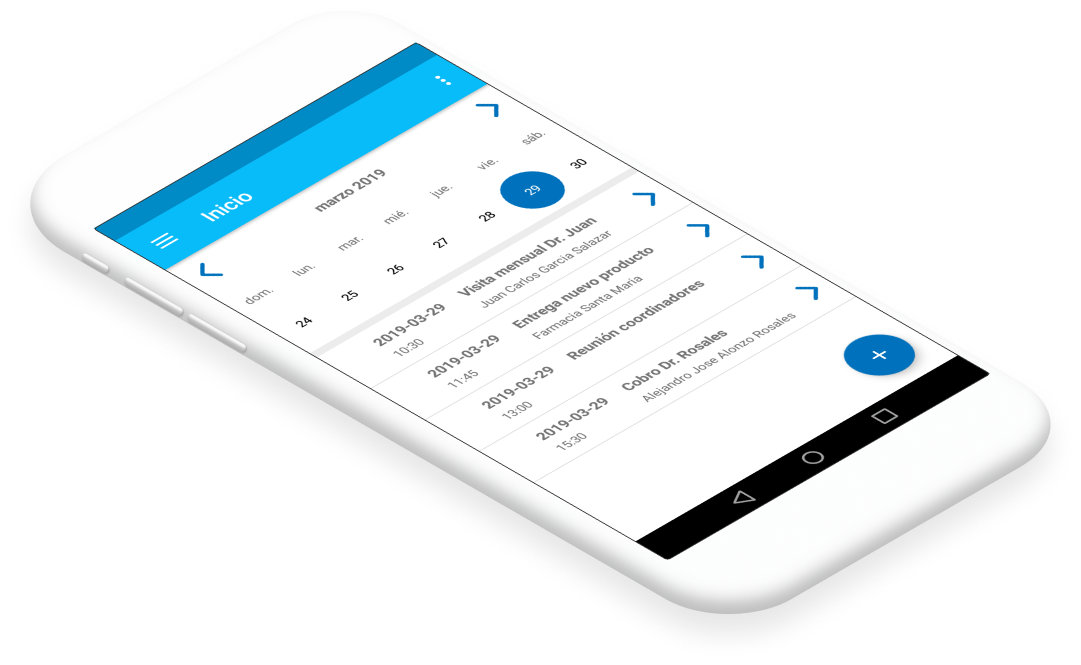 Inicio
marzo 2019
dom. lun. mar. mié. jue. vie. sáb.
24 25 26 27 28 29 30
2019-03-29 Visita mensual Dr. Juan
10:30 Juan Carlos Garcia Salazar
2019-03-29 Entrega nuevo producto
11:45 Farmacia Santa Maria
2019-03-29 Reunión coordinadores
13:00
2019-03-29 Cobro Dr. Rosales
15:30 Alejandro Jose Alonzo Rosales